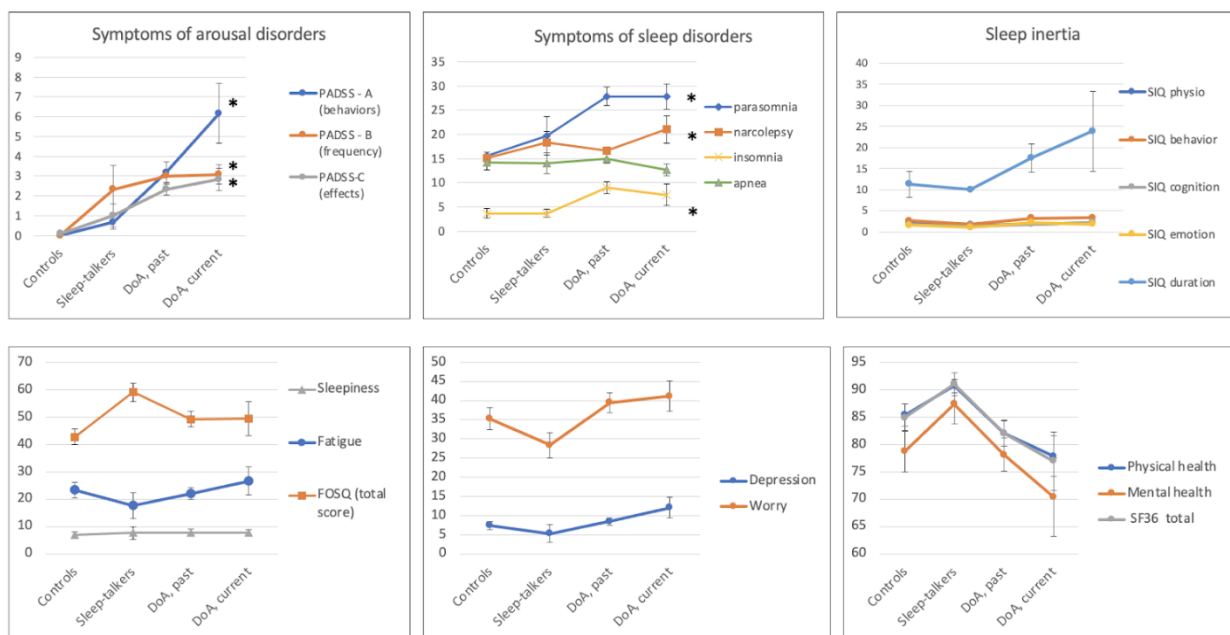 Symptoms of arousal disorders
9
8
7
6
5
4
3
2
1
0
*
*
*
PADSS - A
(behaviors)
PADSS - B
(frequency)
PADSS-C
(effects)
Controls
Sleep-talkers
DoA, past
DoA, current
Symptoms of sleep disorders
35
30
25
20
15
10
5
0
*
*
*
parasomnia
narcolepsy
insomnia
apnea
Controls
Sleep-talkers
DoA, past
DoA, current
Sleep inertia
40
35
30
25
20
15
10
5
0
SIQ physio
SIQ behavior
SIQ cognition
SIQ emotion
SIQ duration
Controls
Sleep-talkers
DoA, past
DoA, current
70
60
50
40
30
20
10
0
Sleepiness
Fatigue
FOSQ (total
score)
Controls
Sleep-talkers
DoA, past
DoA, current
50
45
40
35
30
25
20
15
10
5
0
Depression
Worry
Controls
Sleep-talkers
DoA, past
DoA, current
95
90
85
80
75
70
65
60
Physical health
Mental health
SF36 total
Controls
Sleep-talkers
DoA, past
DoA, current